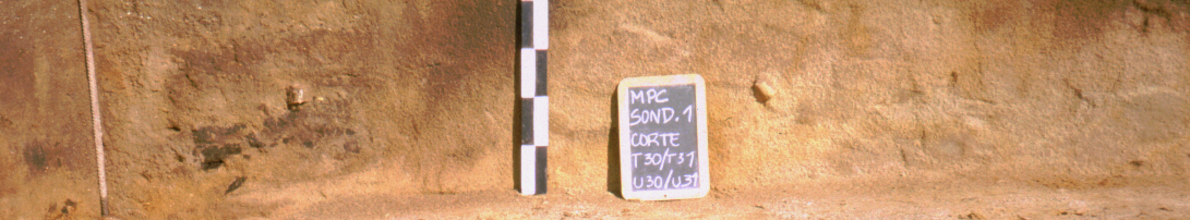 MPC
SOND. 1
CORTE
T30/T31
U30/U31